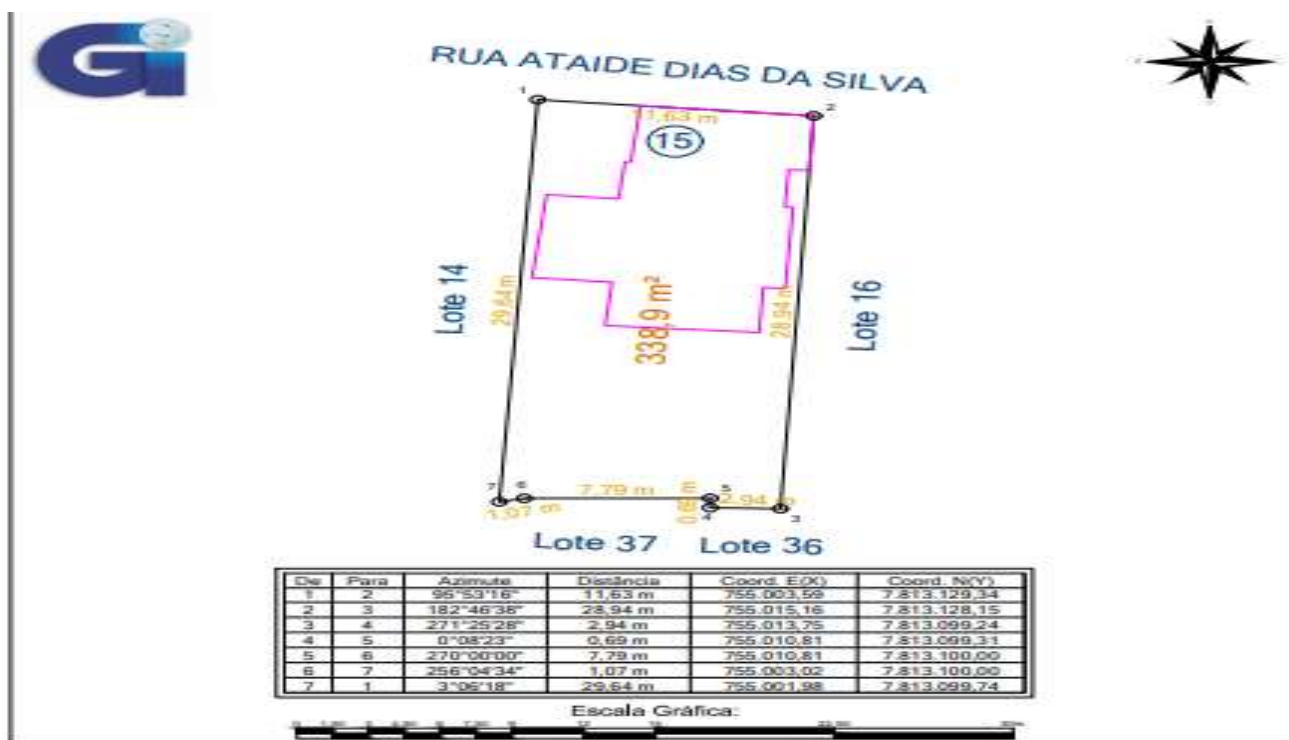 Gi
RUA ATAIDE DIAS DA SILVA
1
2
11,63 m
15
Lote 14
29,64 m
338,9 m²
28,94 m
Lote 16
7
6
7,79 m
5
0,69 m
2,94 m
1,07 m
4
3
Lote 37 Lote 36
De Para Azimute Distância Coord. E(X) Coord. N(Y)
1 2 95°53'16" 11,63 m 755.003,59 7.813.129,34
2 3 182°46'38" 28,94 m 755.015,16 7.813.128,15
3 4 271°25'28" 2,94 m 755.013,75 7.813.099,24
4 5 0°08'23" 0,69 m 755.010,81 7.813.099,31
5 6 270°00'00" 7,79 m 755.010,81 7.813.100,00
6 7 256°04'34" 1,07 m 755.003,02 7.813.100,00
7 1 3°06'18" 29,64 m 755.001,98 7.813.099,74
Escala Gráfica: